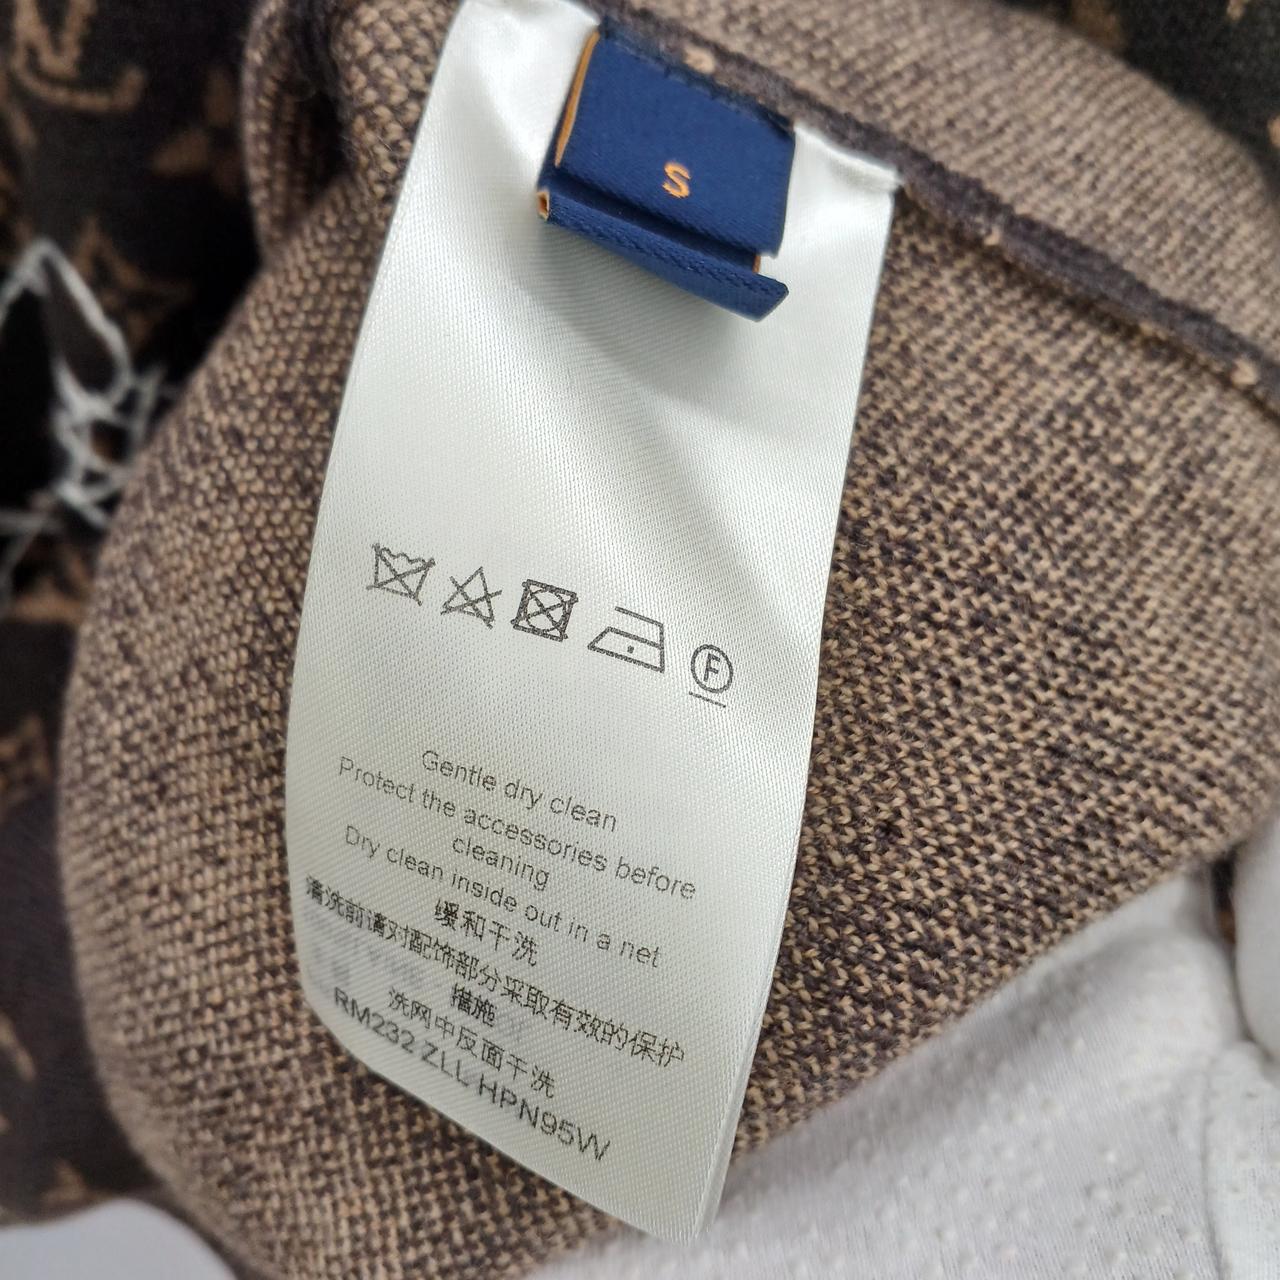 S
F
Gentle dry clean
Protect the accessories before
cleaning
Dry clean inside out in a net
缓和干洗
清洗前请对配饰部分采取有效的保护
措施
洗网中反面干洗
RM232 ZLL HPN95W